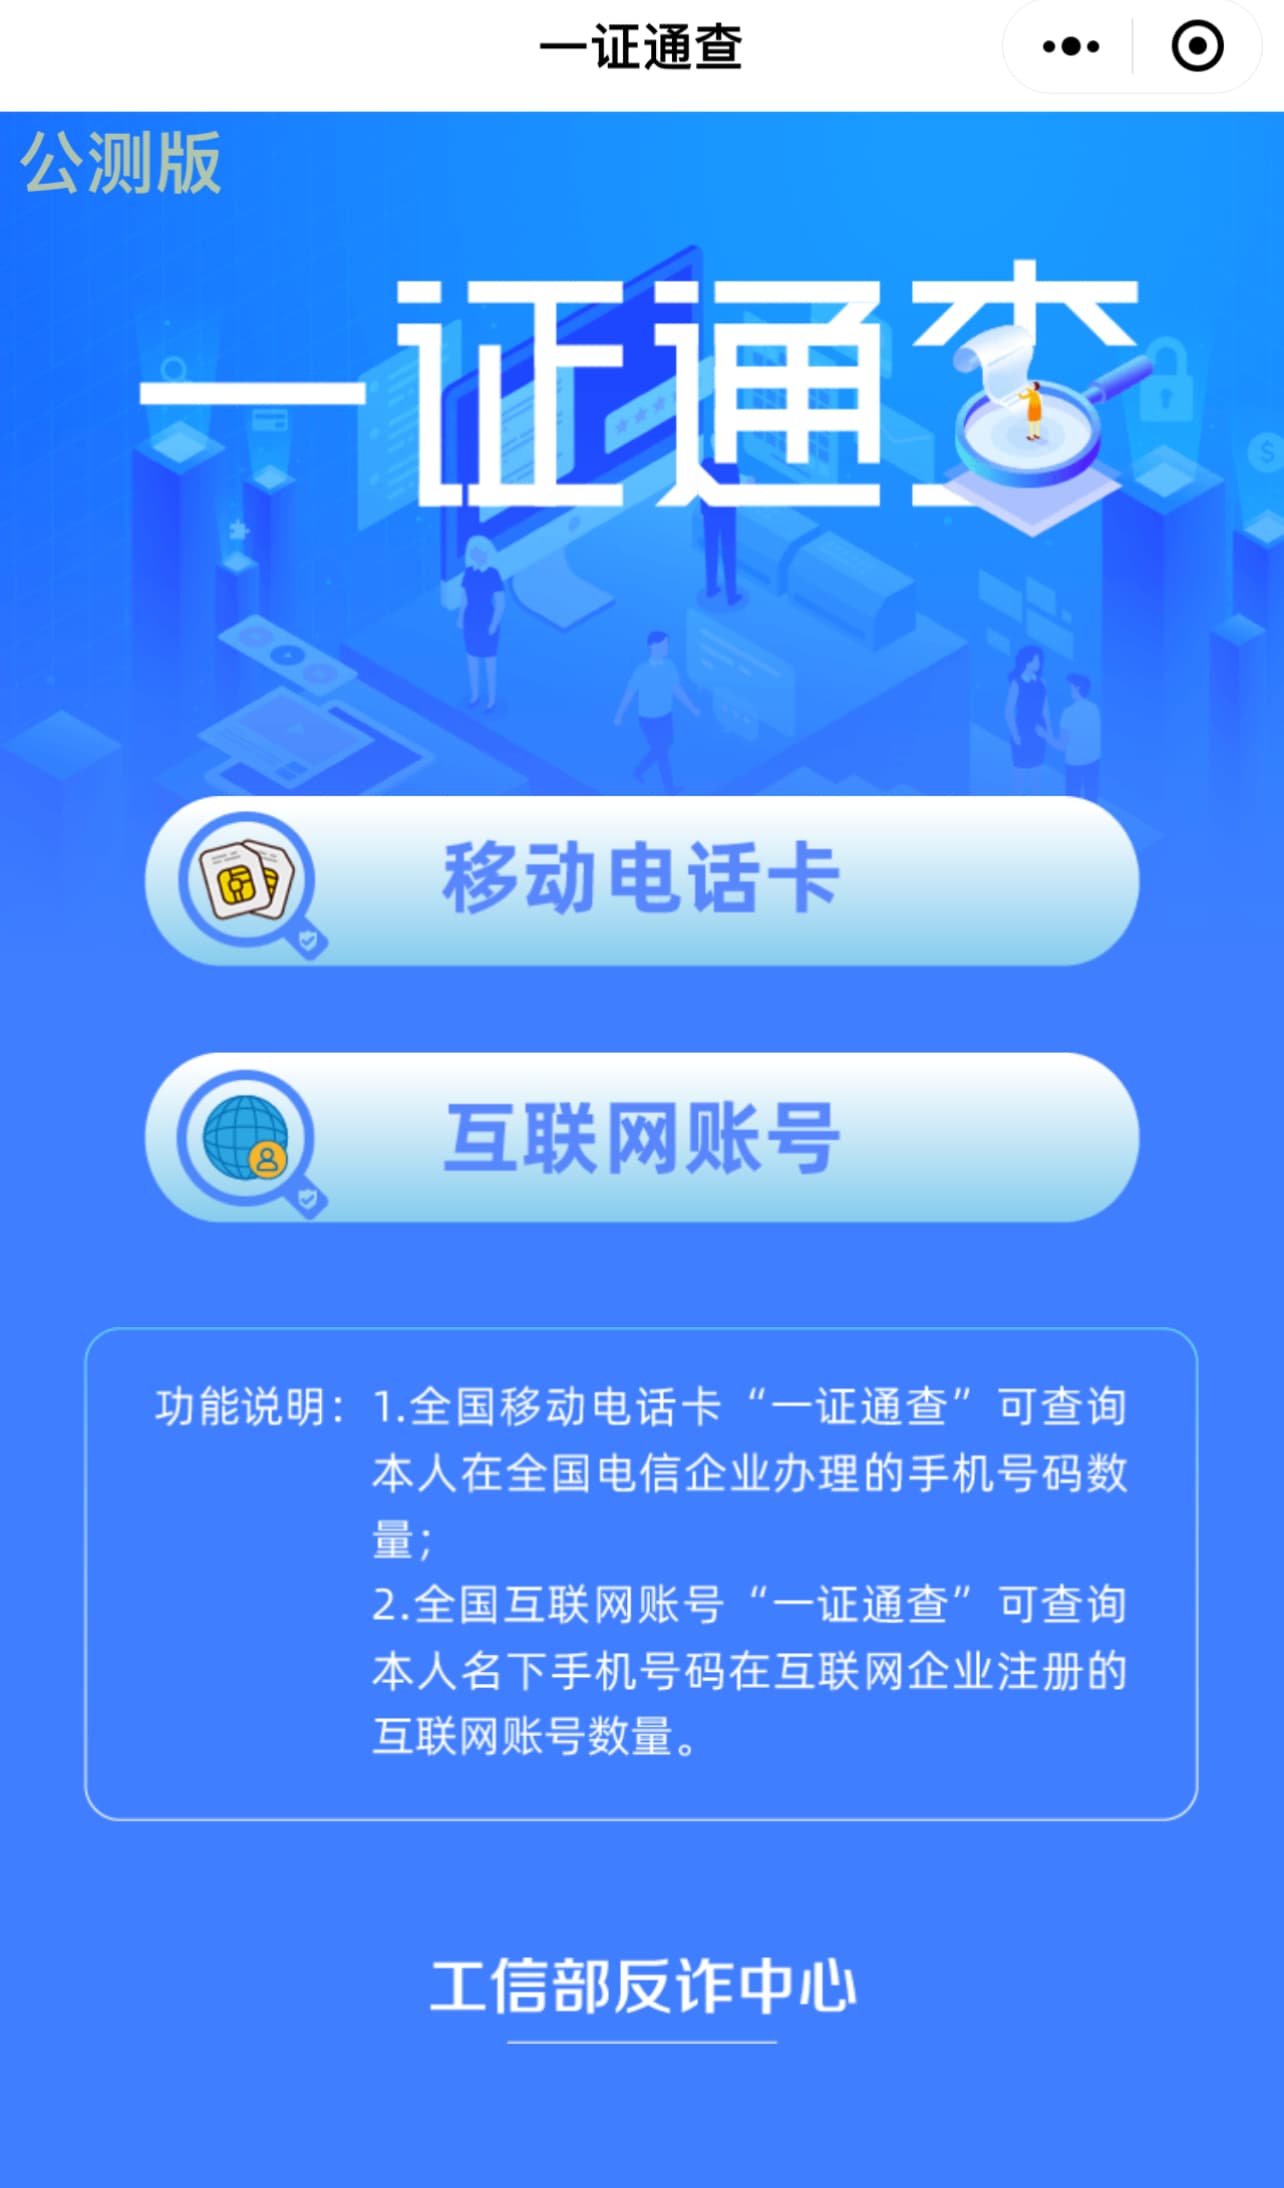 一证通查
公测版
一证通查
移动电话卡
互联网账号
功能说明：1.全国移动电话卡“一证通查”可查询
本人在全国电信企业办理的手机号码数
量；
2.全国互联网账号“一证通查”可查询
本人名下手机号码在互联网企业注册的
互联网账号数量。
工信部反诈中心